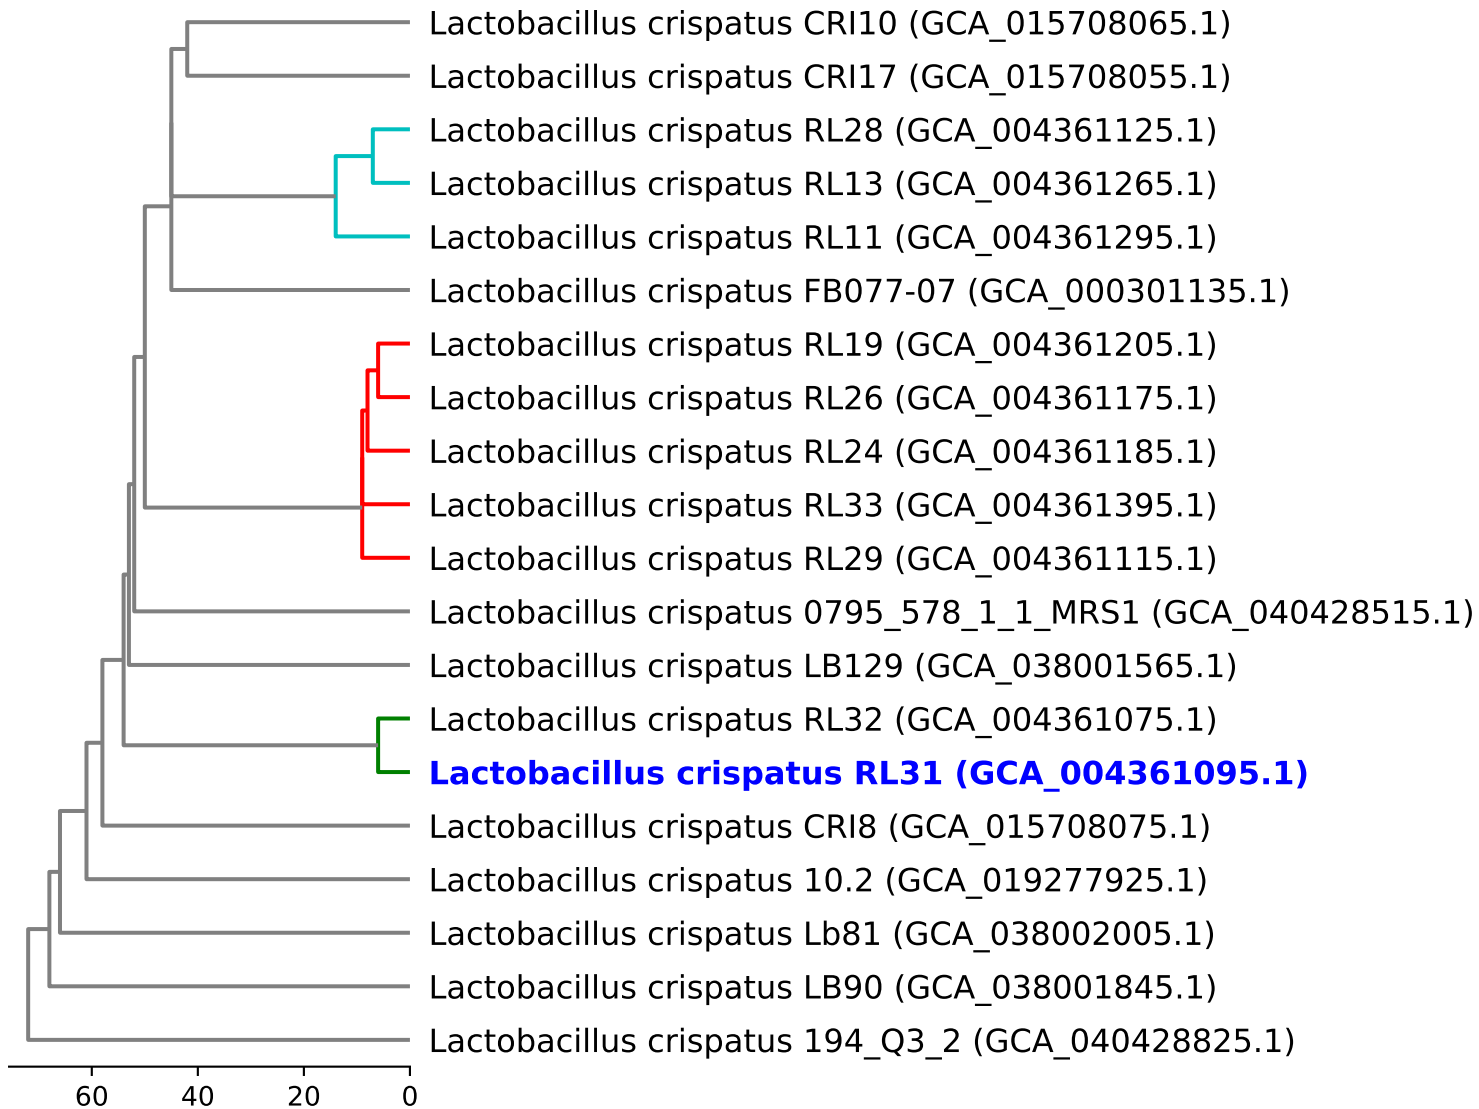 Lactobacillus crispatus CRI10 (GCA_015708065.1)
Lactobacillus crispatus CRI17 (GCA_015708055.1)
Lactobacillus crispatus RL28 (GCA_004361125.1)
Lactobacillus crispatus RL13 (GCA_004361265.1)
Lactobacillus crispatus RL11 (GCA_004361295.1)
Lactobacillus crispatus FB077-07 (GCA_000301135.1)
Lactobacillus crispatus RL19 (GCA_004361205.1)
Lactobacillus crispatus RL26 (GCA_004361175.1)
Lactobacillus crispatus RL24 (GCA_004361185.1)
Lactobacillus crispatus RL33 (GCA_004361395.1)
Lactobacillus crispatus RL29 (GCA_004361115.1)
Lactobacillus crispatus 0795_578_1_1_MRS1 (GCA_040428515.1)
Lactobacillus crispatus LB129 (GCA_038001565.1)
Lactobacillus crispatus RL32 (GCA_004361075.1)
Lactobacillus crispatus RL31 (GCA_004361095.1)
Lactobacillus crispatus CRI8 (GCA_015708075.1)
Lactobacillus crispatus 10.2 (GCA_019277925.1)
Lactobacillus crispatus Lb81 (GCA_038002005.1)
Lactobacillus crispatus LB90 (GCA_038001845.1)
Lactobacillus crispatus 194_Q3_2 (GCA_040428825.1)
60 40 20 0